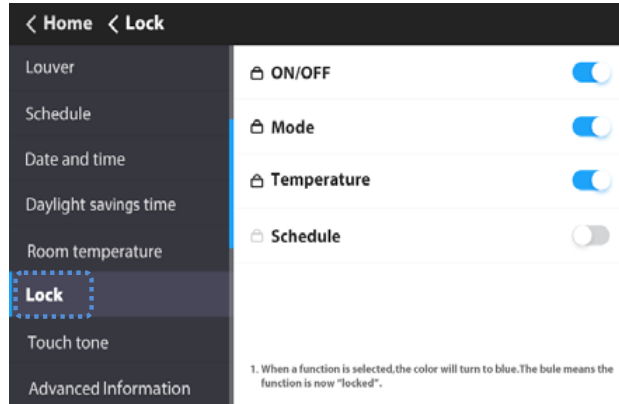 < Home < Lock
Louver
Schedule
Date and time
Daylight savings time
Room temperature
Lock
Touch tone
Advanced Information
ON/OFF
Mode
Temperature
Schedule
1. When a function is selected,the color will turn to blue.The bule means the
function is now "locked".